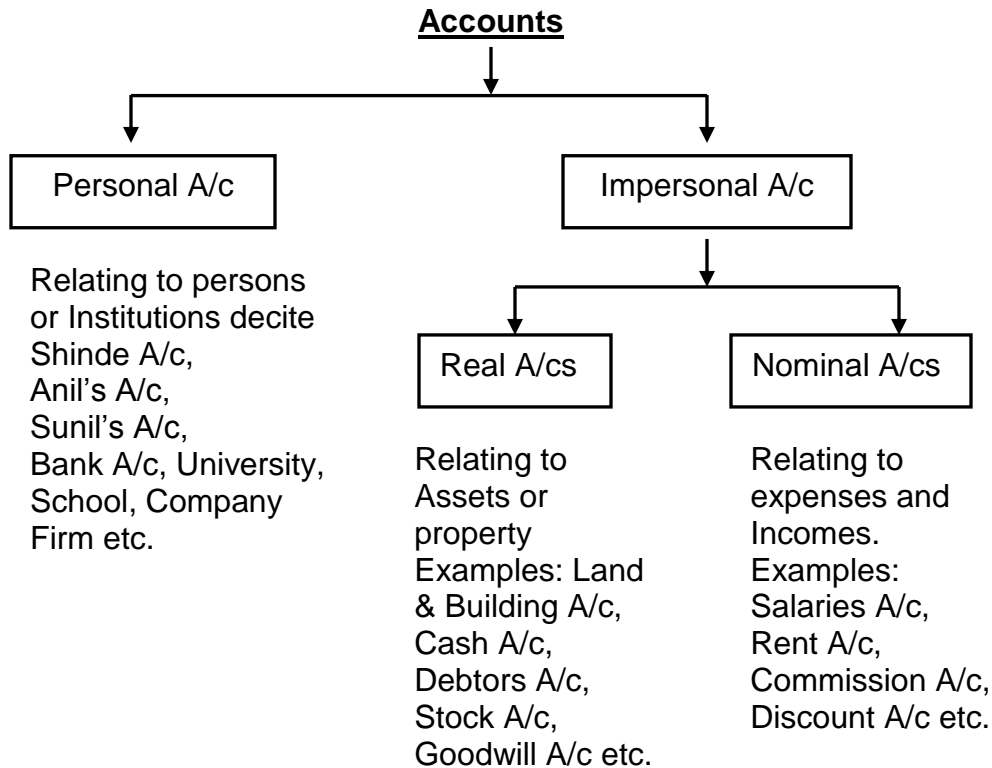 Accounts
Personal A/c
Impersonal A/c
Relating to persons
or Institutions decite
Shinde A/c,
Anil's A/c,
Sunil's A/c,
Bank A/c, University,
School, Company
Firm etc.
Real A/cs
Nominal A/cs
Relating to
Assets or
property
Examples: Land
& Building A/c,
Cash A/c,
Debtors A/c,
Stock A/c,
Goodwill A/c etc.
Relating to
expenses and
Incomes.
Examples:
Salaries A/c,
Rent A/c,
Commission A/c,
Discount A/c etc.